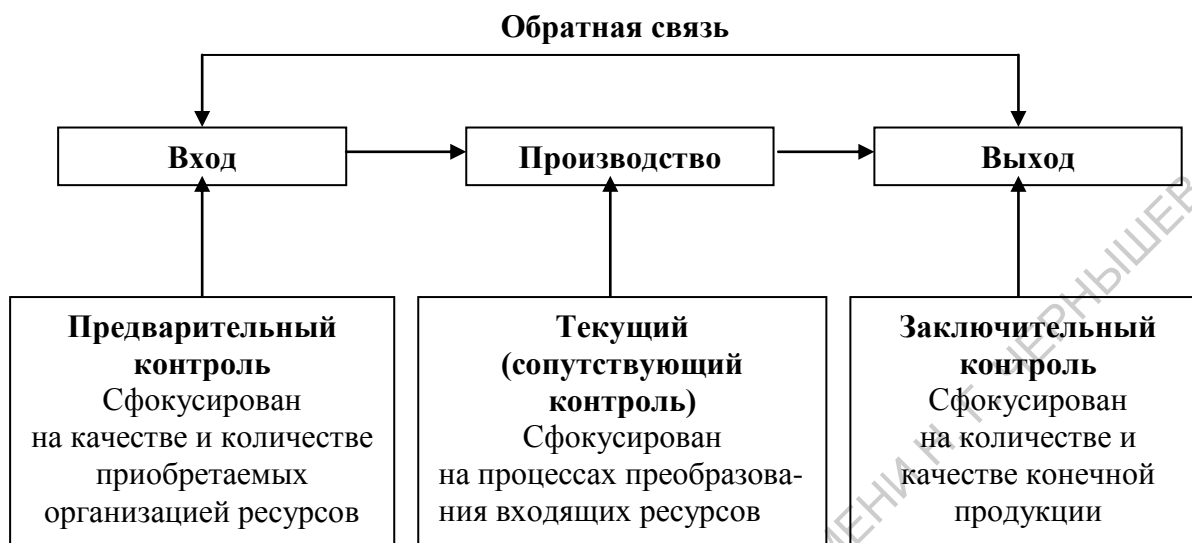 Обратная связь
Вход
Производство
Выход
Предварительный
контроль
Сфокусирован
на качестве и количестве
приобретаемых
организацией ресурсов
Текущий
(сопутствующий
контроль)
Сфокусирован
на процессах преобразова-
ния входящих ресурсов
Заключительный
контроль
Сфокусирован
на количестве и
качестве конечной
продукции